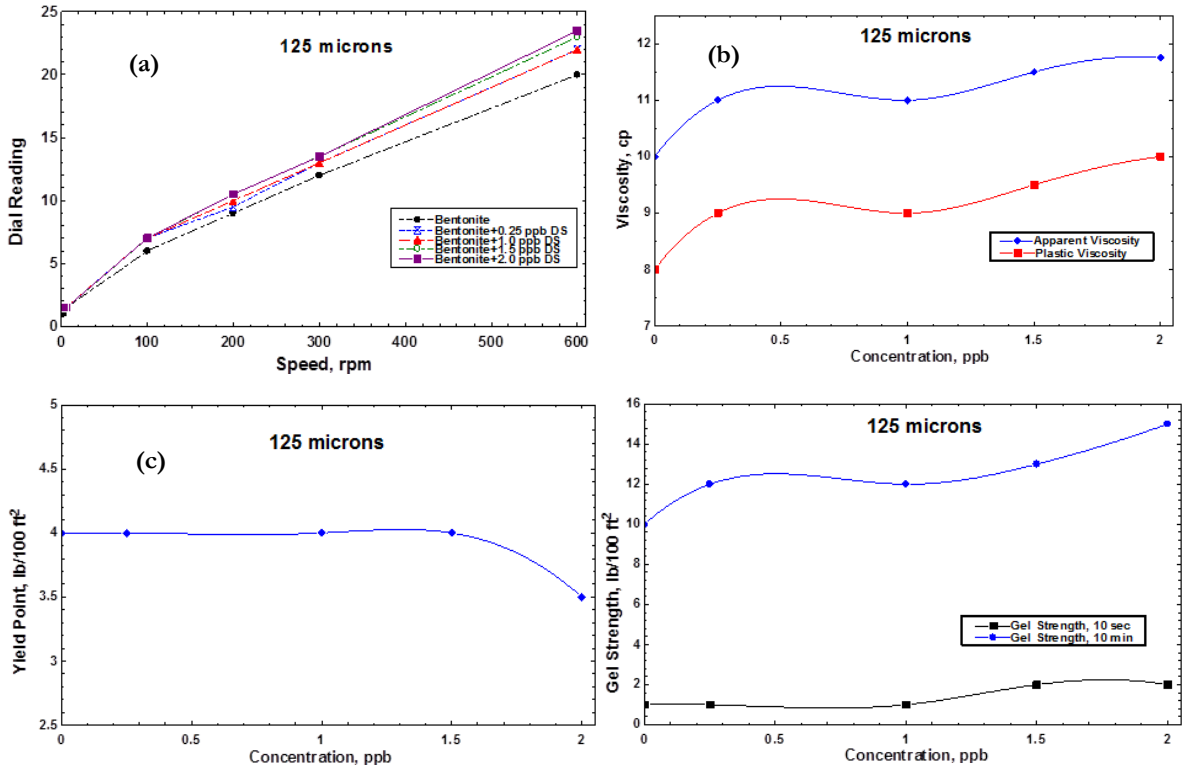 125 microns
(a)
Dial Reading
25
20
15
10
5
0
Bentonite
Bentonite+0.25 ppb DS
Bentonite+1.0 ppb DS
Bentonite+1.5 ppb DS
Bentonite+2.0 ppb DS
0 100 200 300 400 500 600
Speed, rpm
125 microns
(b)
Viscosity, cp
13
12
11
10
9
8
7
Apparent Viscosity
Plastic Viscosity
0 0.5 1 1.5 2
Concentration, ppb
125 microns
(c)
Yield Point, lb/100 ft²
5
4.5
4
3.5
3
2.5
0 0.5 1 1.5 2
Concentration, ppb
125 microns
Gel Strength, lb/100 ft²
16
14
12
10
8
6
4
2
0
Gel Strength, 10 sec
Gel Strength, 10 min
0 0.5 1 1.5 2
Concentration, ppb